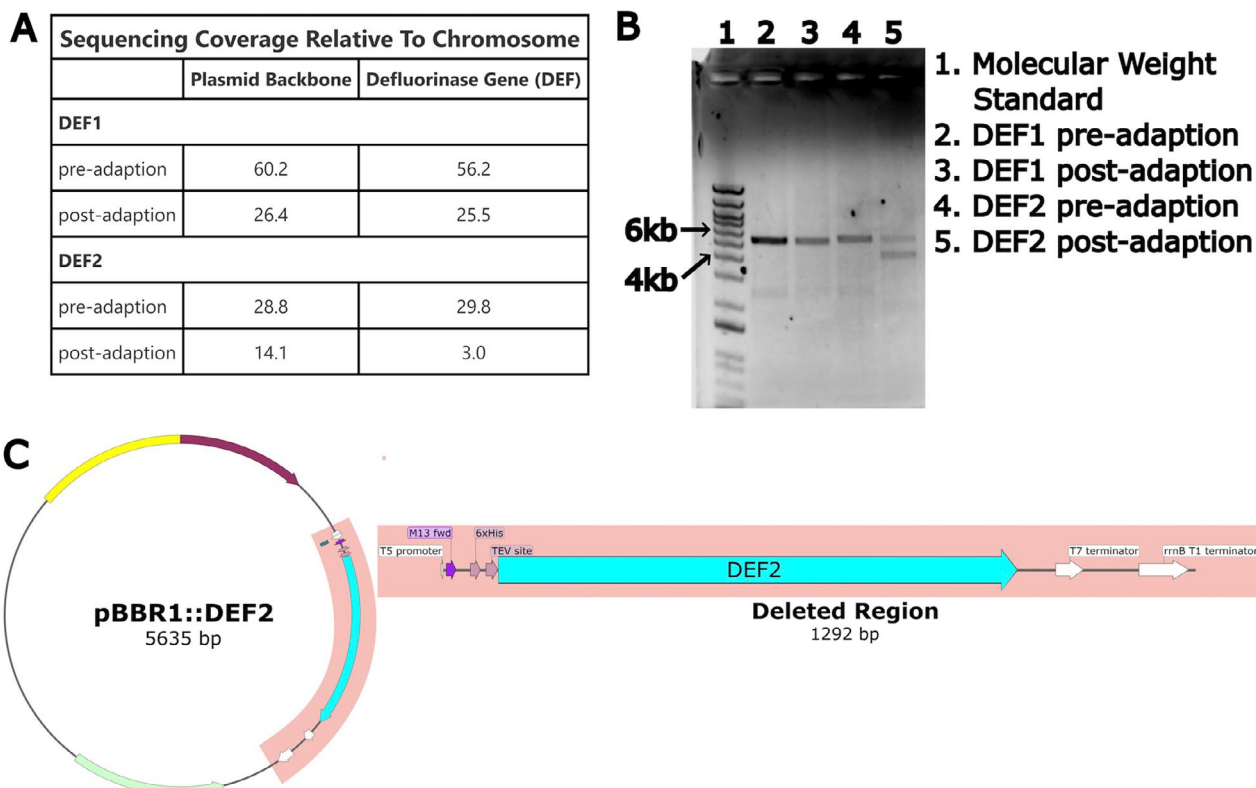 A
Sequencing Coverage Relative To Chromosome
Plasmid Backbone Defluorinase Gene (DEF)
DEF1
pre-adaption 60.2 56.2
post-adaption 26.4 25.5
DEF2
pre-adaption 28.8 29.8
post-adaption 14.1 3.0
B
1 2 3 4 5
6kb
4kb
1. Molecular Weight
Standard
2. DEF1 pre-adaption
3. DEF1 post-adaption
4. DEF2 pre-adaption
5. DEF2 post-adaption
C
pBBR1::DEF2
5635 bp
M13 fwd 6xHis
T5 promoter TEV site T7 terminator rrnB T1 terminator
DEF2
Deleted Region
1292 bp